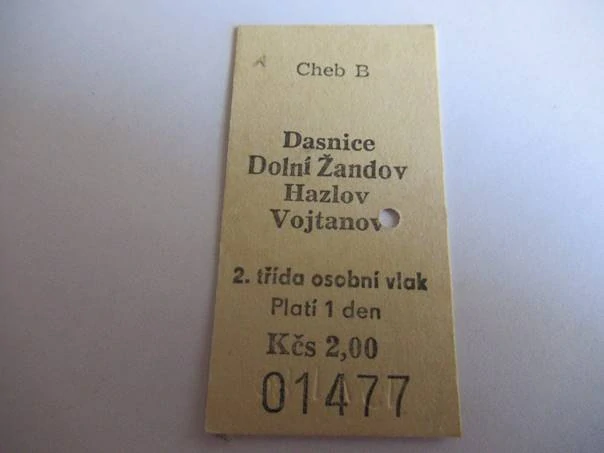 Cheb B
Dasnice
Dolní Žandov
Hazlov
Vojtanov
2. třída osobní vlak
Platí 1 den
Kčs 2,00
01477